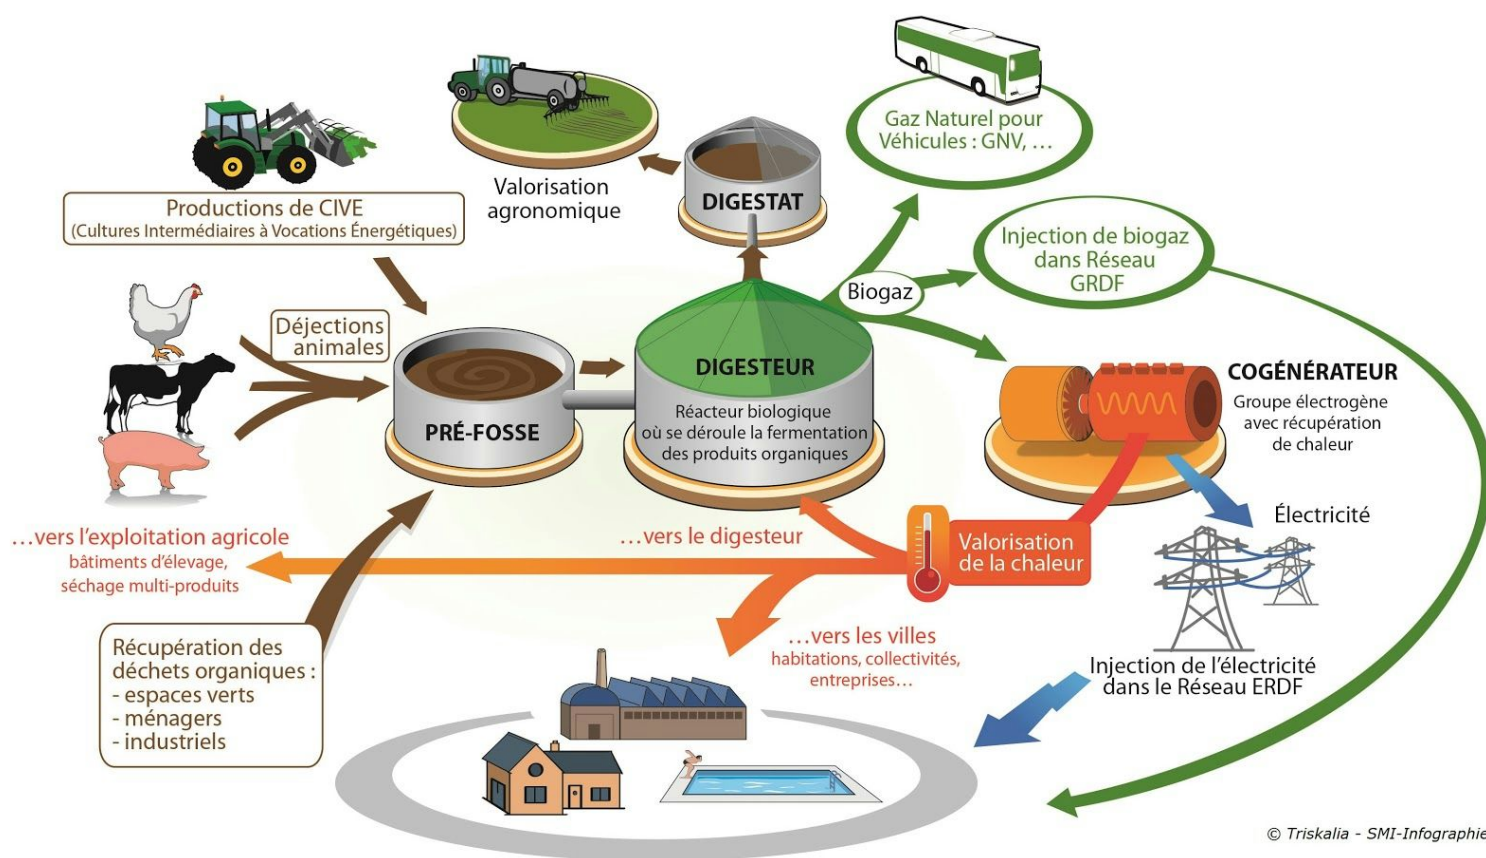 Gaz Naturel pour
Véhicules : GNV, ...
Valorisation
agronomique
DIGESTAT
Productions de CIVE
(Cultures Intermédiaires à Vocations Énergétiques)
Injection de biogaz
dans Réseau
GRDF
Biogaz
Déjections
animales
PRÉ-FOSSE
DIGESTEUR
Réacteur biologique
où se déroule la fermentation
des produits organiques
COGÉNÉRATEUR
Groupe électrogène
avec récupération
de chaleur
Électricité
...vers l'exploitation agricole
bâtiments d'élevage,
séchage multi-produits
...vers le digesteur
Valorisation
de la chaleur
...vers les villes
habitations, collectivités,
entreprises...
Injection de l'électricité
dans le Réseau ERDF
Récupération des
déchets organiques :
- espaces verts
- ménagers
- industriels
© Triskalia - SMI-Infographie